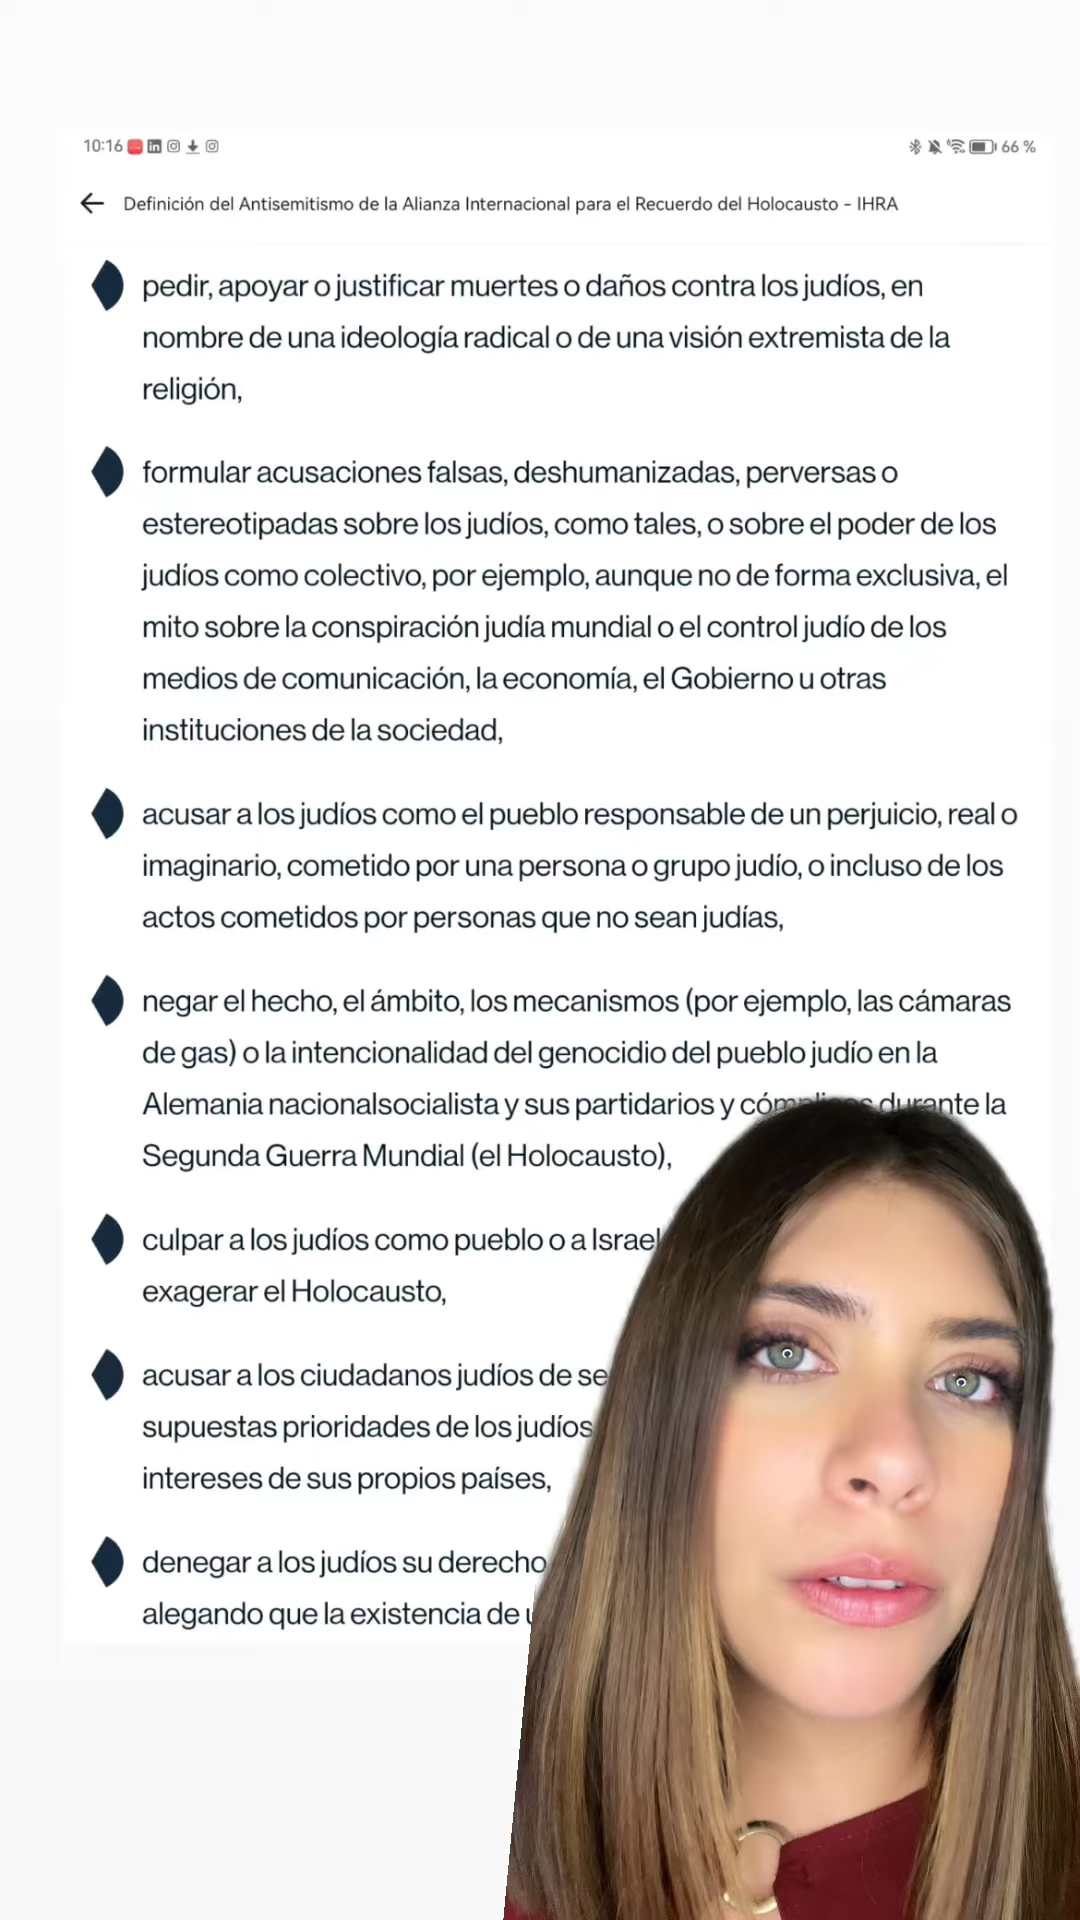 10:16 66 %
Definición del Antisemitismo de la Alianza Internacional para el Recuerdo del Holocausto - IHRA
pedir, apoyar o justificar muertes o daños contra los judíos, en
nombre de una ideología radical o de una visión extremista de la
religión,
formular acusaciones falsas, deshumanizadas, perversas o
estereotipadas sobre los judíos, como tales, o sobre el poder de los
judíos como colectivo, por ejemplo, aunque no de forma exclusiva, el
mito sobre la conspiración judía mundial o el control judío de los
medios de comunicación, la economía, el Gobierno u otras
instituciones de la sociedad,
acusar a los judíos como el pueblo responsable de un perjuicio, real o
imaginario, cometido por una persona o grupo judío, o incluso de los
actos cometidos por personas que no sean judías,
negar el hecho, el ámbito, los mecanismos (por ejemplo, las cámaras
de gas) o la intencionalidad del genocidio del pueblo judío en la
Alemania nacionalsocialista y sus partidarios y cómplices durante la
Segunda Guerra Mundial (el Holocausto),
culpar a los judíos como pueblo o a Israel
exagerar el Holocausto,
acusar a los ciudadanos judíos de
supuestas prioridades de los judíos
intereses de sus propios países,
denegar a los judíos su derecho
alegando que la existencia de